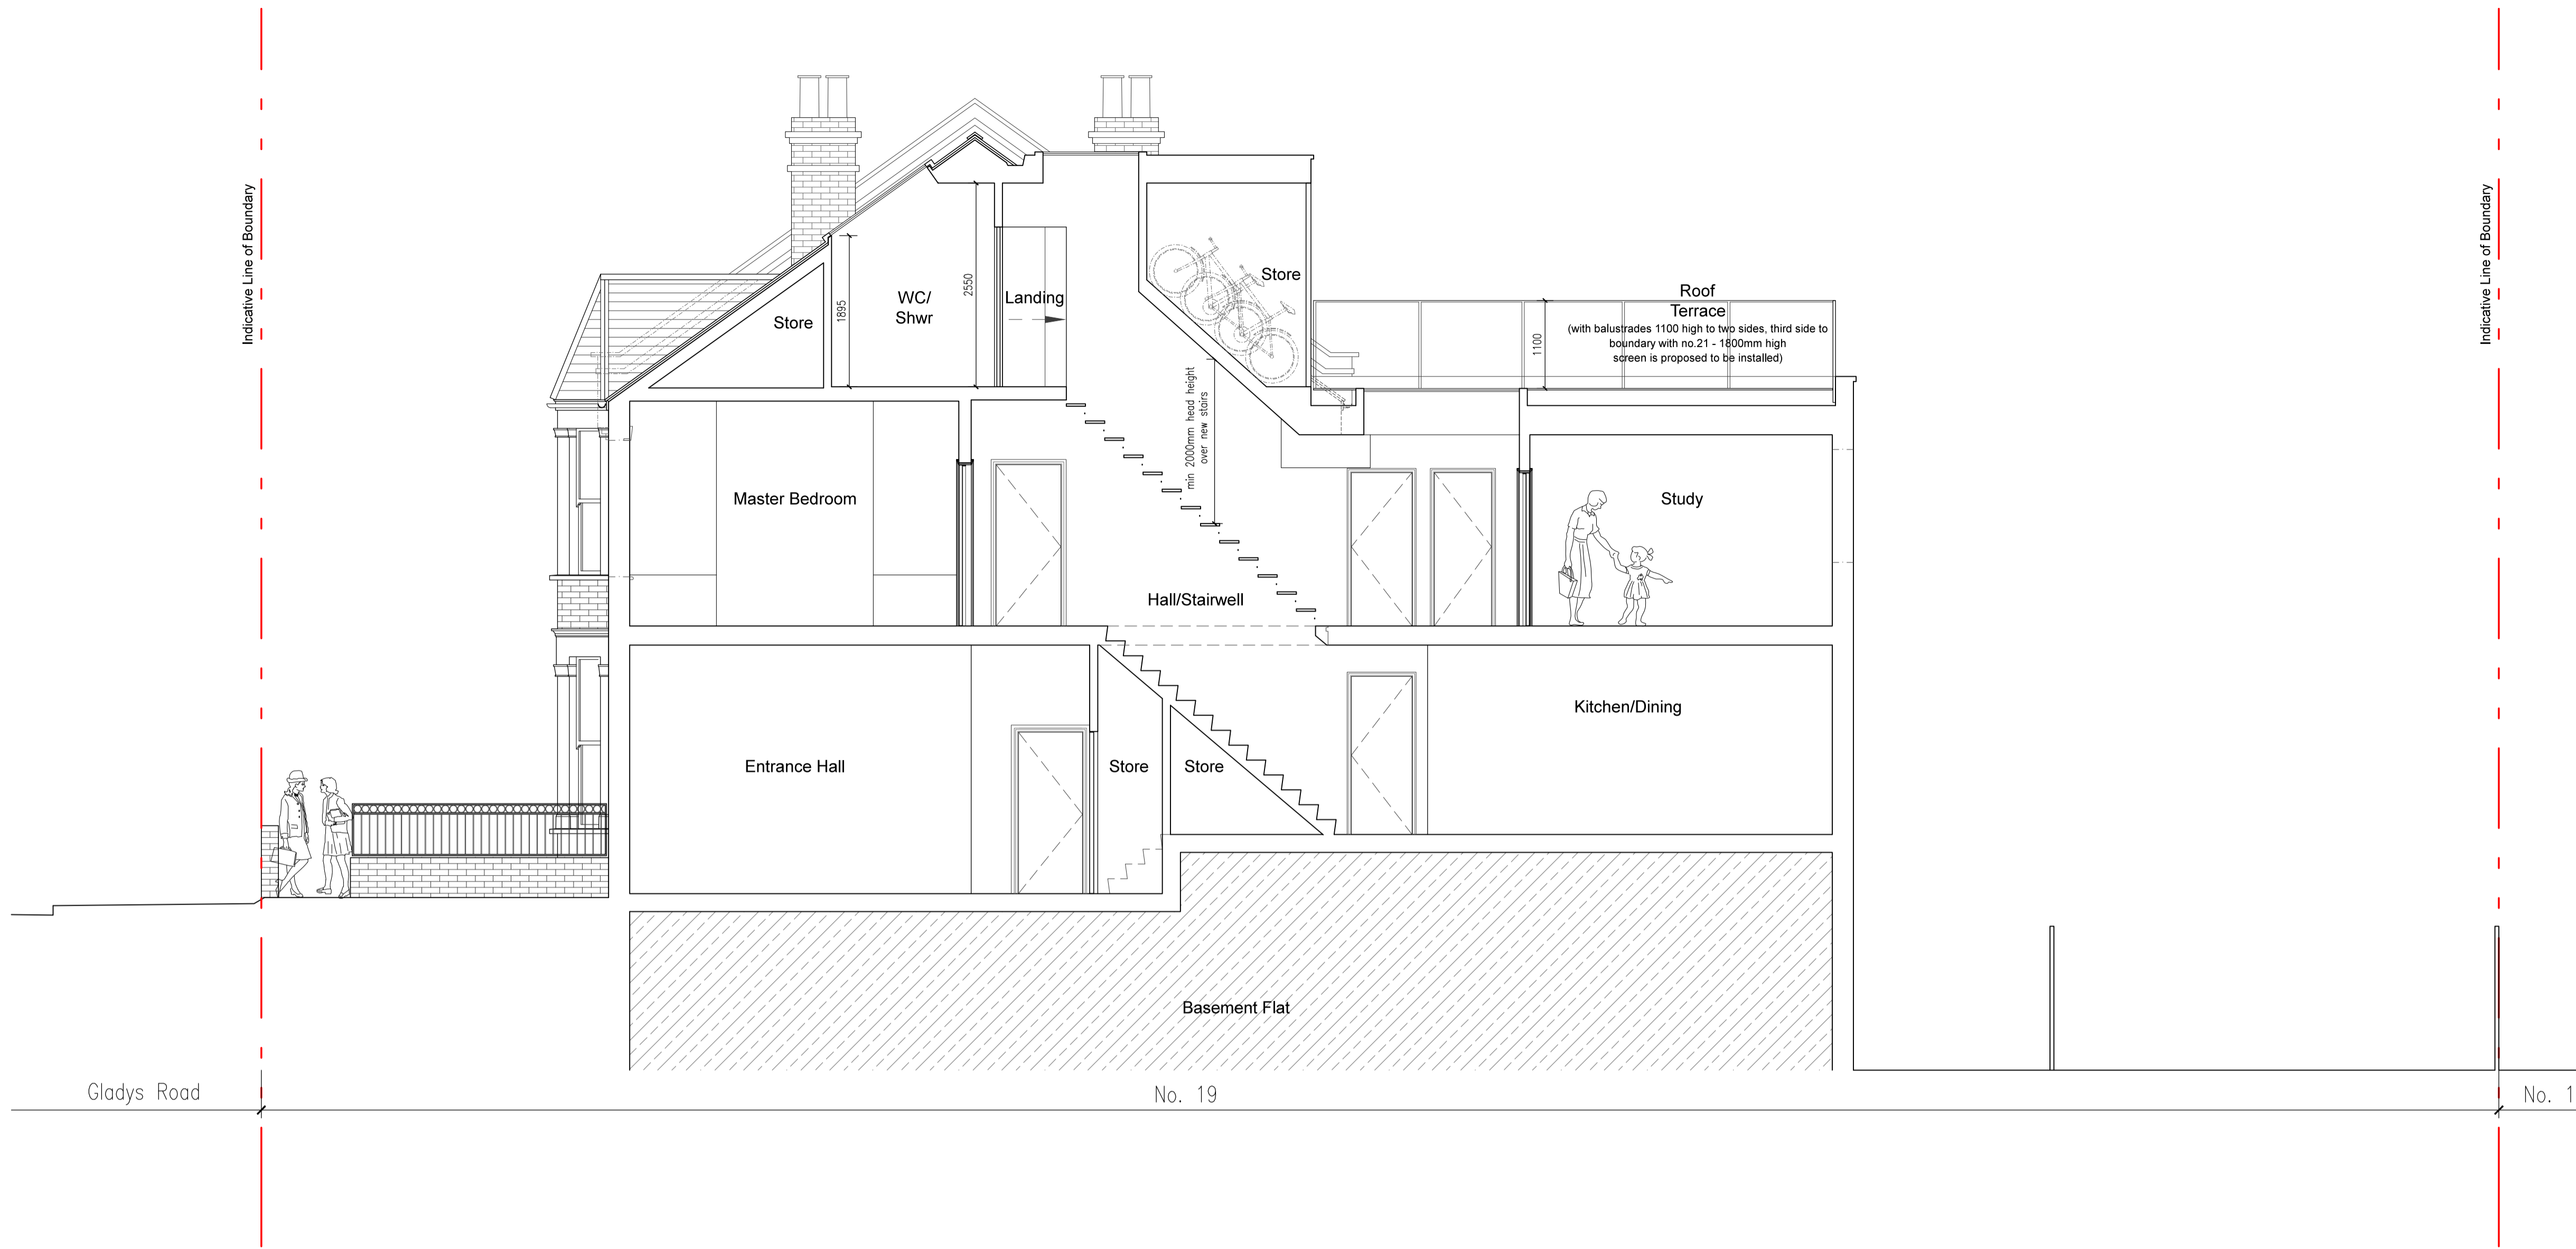 Indicative Line of Boundary
Indicative Line of Boundary
Store
WC/
Shwr
1895
2550
Landing
Store
Roof
Terrace
(with balustrades 1100 high to two sides, third side to
boundary with no.21 - 1800mm high
screen is proposed to be installed)
1100
min 2000mm head height
over new stairs
Master Bedroom
Hall/Stairwell
Study
Entrance Hall
Store
Store
Kitchen/Dining
Basement Flat
Gladys Road
No. 19
No. 1